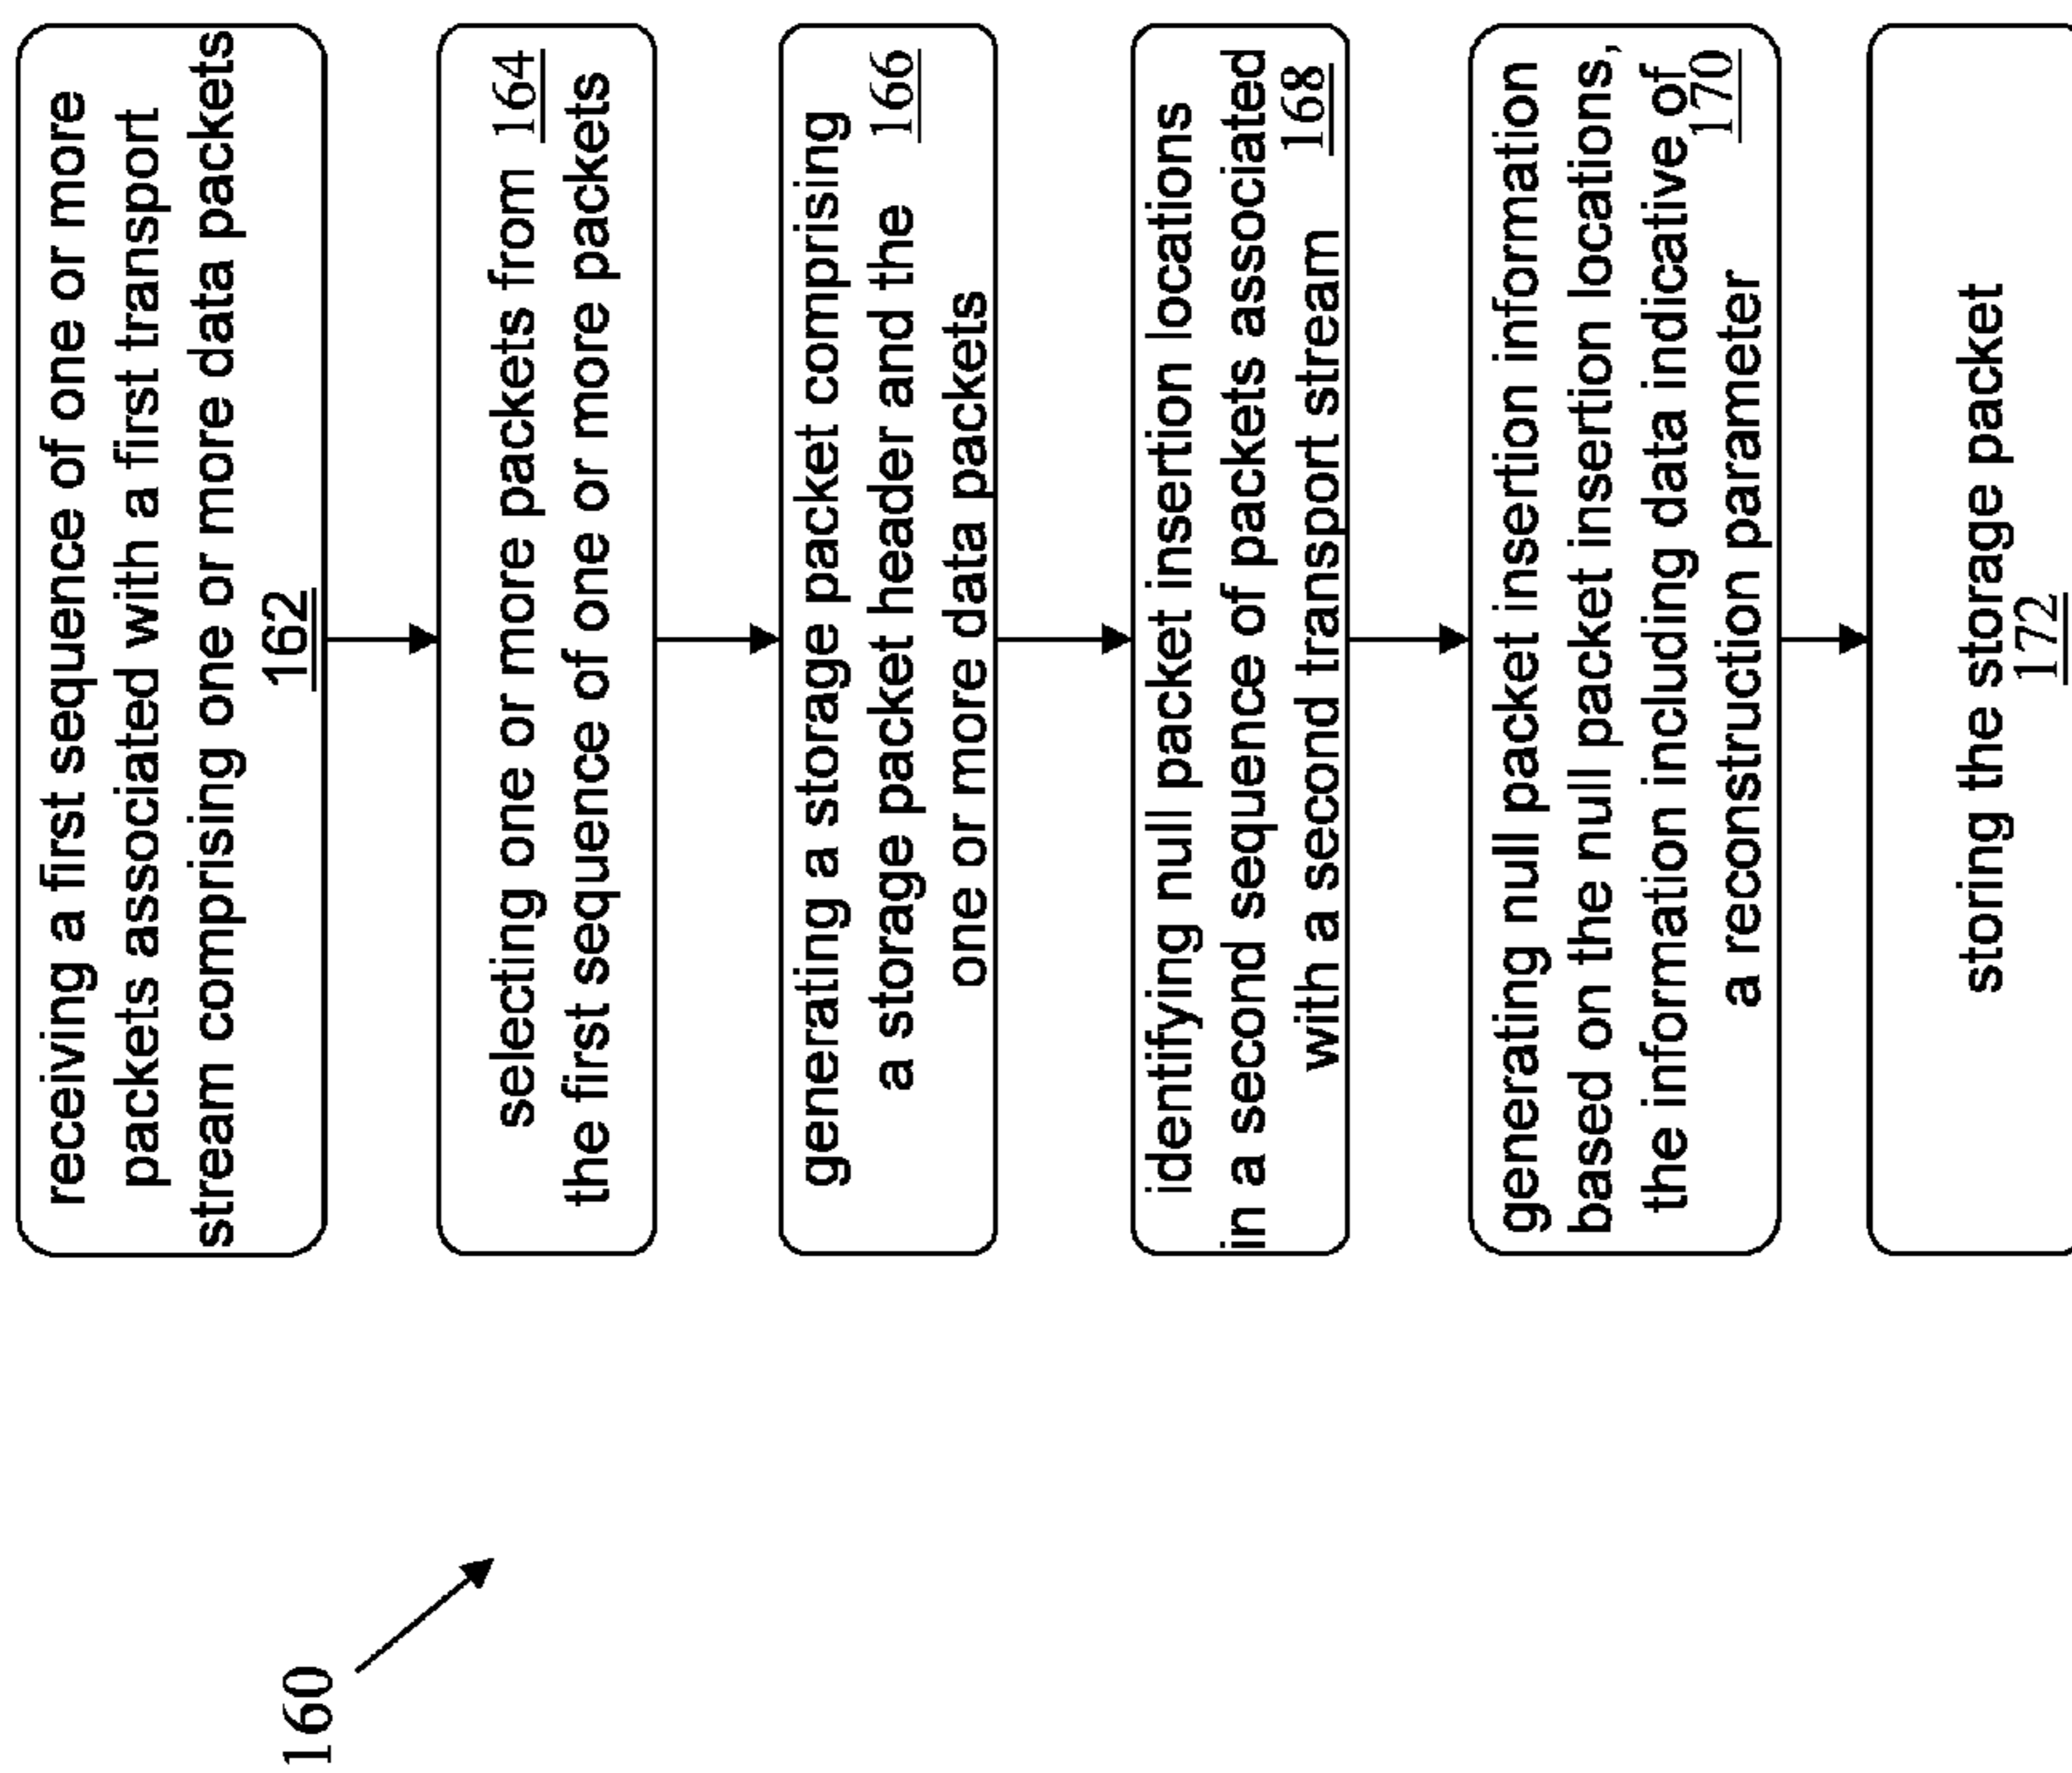 160
receiving a first sequence of one or more
packets associated with a first transport
stream comprising one or more data packets
162
selecting one or more packets from 164
the first sequence of one or more packets
generating a storage packet comprising
a storage packet header and the 166
one or more data packets
identifying null packet insertion locations
in a second sequence of packets associated
with a second transport stream 168
generating null packet insertion information
based on the null packet insertion locations,
the information including data indicative of
a reconstruction parameter 170
storing the storage packet
172